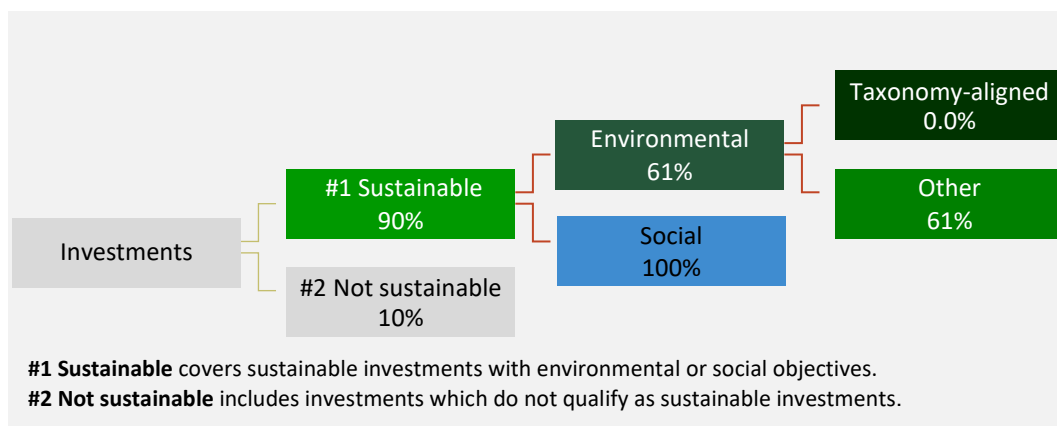 Taxonomy-aligned
0.0%
Environmental
61%
#1 Sustainable
90%
Other
61%
Social
100%
Investments
#2 Not sustainable
10%
#1 Sustainable covers sustainable investments with environmental or social objectives.
#2 Not sustainable includes investments which do not qualify as sustainable investments.